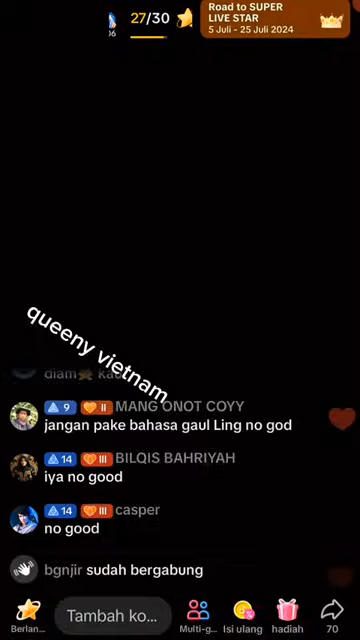 27/30
Road to SUPER
LIVE STAR
5 Juli - 25 Juli 2024
queeny vietnam
9 II MANG ONOT COYY
jangan pake bahasa gaul Ling no god
14 III BILQIS BAHRIYAH
iya no good
14 III casper
no good
bgnjir sudah bergabung
Berlan...
Tambah ko...
Multi-g...
Isi ulang
hadiah
70